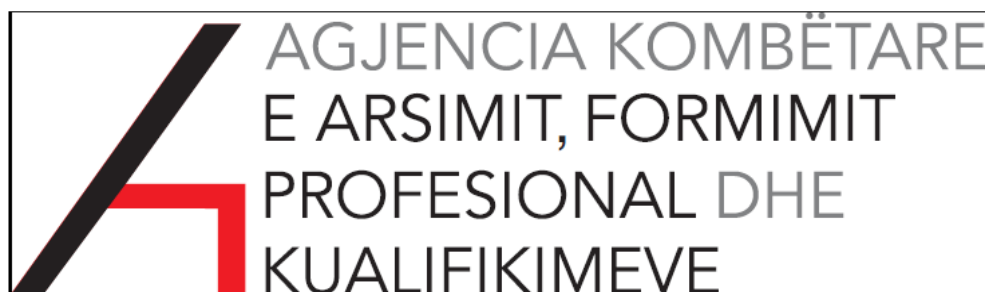 AGJENCIA KOMBËTARE
E ARSIMIT, FORMIMIT
PROFESIONAL DHE
KUALIFIKIMEVE